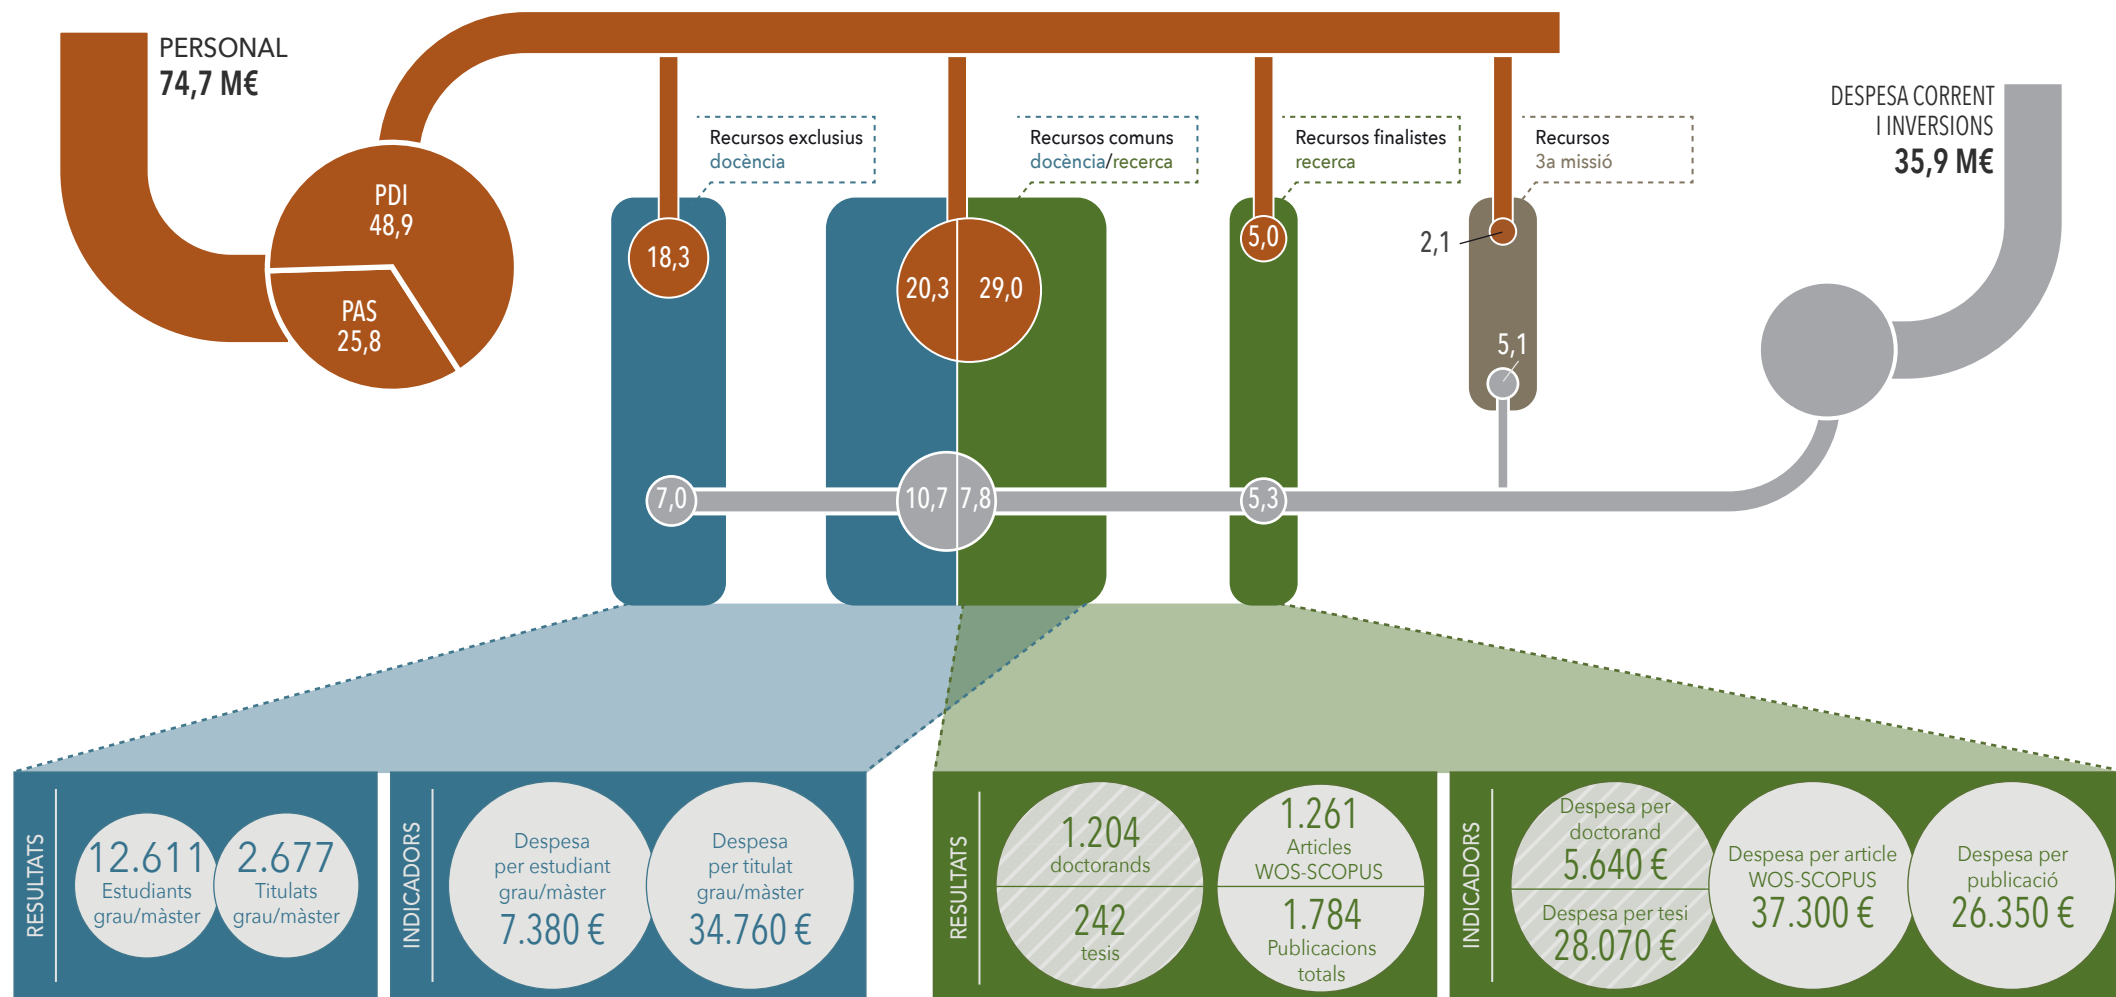 PERSONAL
74,7 M€
PDI
48,9
PAS
25,8
Recursos exclusius
docència
Recursos comuns
docència/recerca
Recursos finalistes
recerca
Recursos
3a missió
DESPESA CORRENT
I INVERSIONS
35,9 M€
18,3
20,3
29,0
5,0
2,1
5,1
7,0
10,7
7,8
5,3
RESULTATS
12.611
Estudiants
grau/màster
2.677
Titulats
grau/màster
INDICADORS
Despesa
per estudiant
grau/màster
7.380 €
Despesa
per titulat
grau/màster
34.760 €
RESULTATS
1.204
doctorands
242
tesis
1.261
Articles
WOS-SCOPUS
1.784
Publicacions
totals
INDICADORS
Despesa per
doctorand
5.640 €
Despesa per tesi
28.070 €
Despesa per article
WOS-SCOPUS
37.300 €
Despesa per
publicació
26.350 €